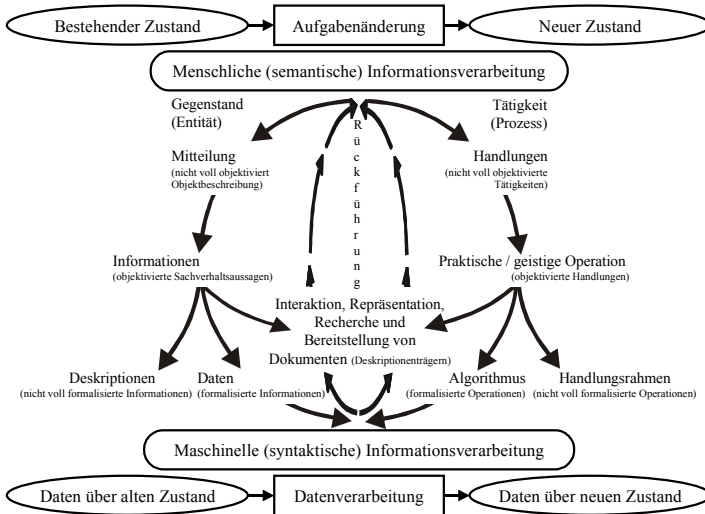 Bestehender Zustand
Aufgabenänderung
Neuer Zustand
Menschliche (semantische) Informationsverarbeitung
Gegenstand
(Entität)
Tätigkeit
(Prozess)
Rückführung
Mitteilung
(nicht voll objektiviert
Objektbeschreibung)
Handlungen
(nicht voll objektivierte
Tätigkeiten)
Informationen
(objektivierte Sachverhaltsaussagen)
Praktische / geistige Operation
(objektivierte Handlungen)
Interaktion, Repräsentation,
Recherche und
Bereitstellung von
Dokumenten (Deskriptionenträgern)
Deskriptionen
(nicht voll formalisierte Informationen)
Daten
(formalisierte Informationen)
Algorithmus
(formalisierte Operationen)
Handlungsrahmen
(nicht voll formalisierte Operationen)
Maschinelle (syntaktische) Informationsverarbeitung
Daten über alten Zustand
Datenverarbeitung
Daten über neuen Zustand